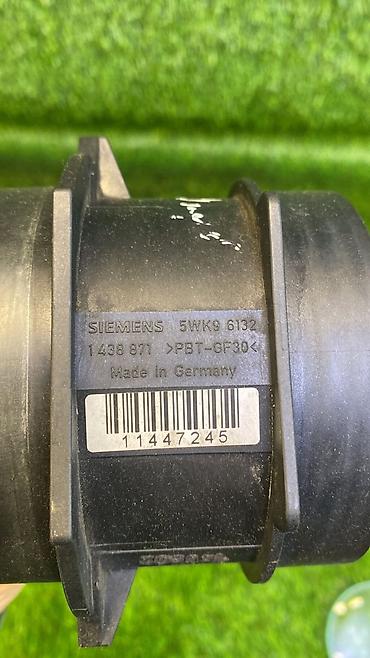 SIEMENS 5WK9 6132
1 438 871 >PBT-GF30<
Made in Germany
11447245